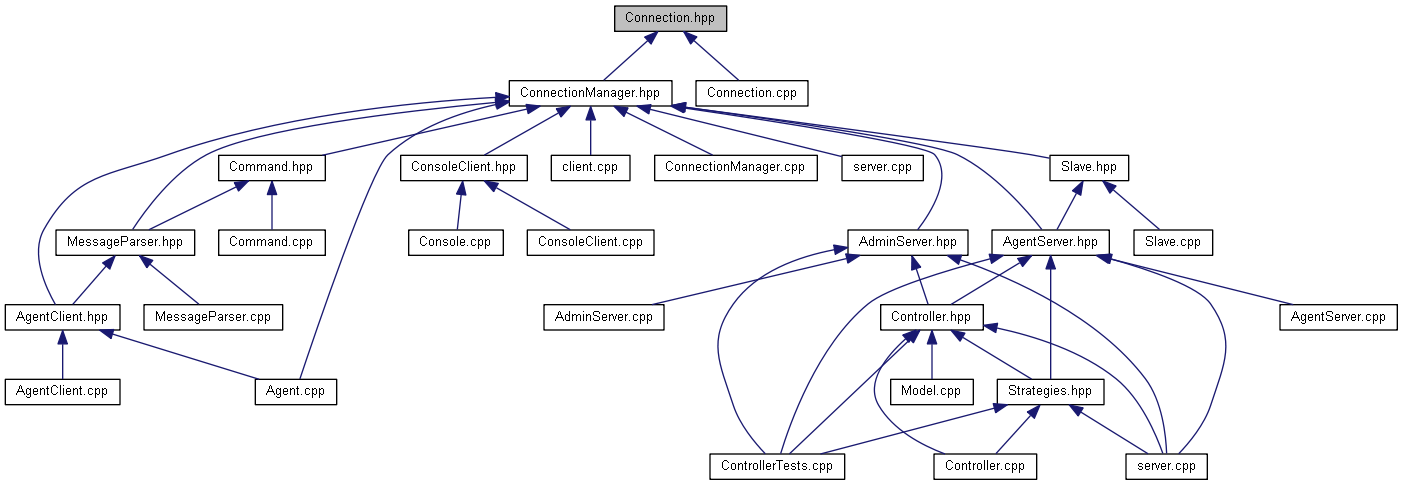 Connection.hpp
ConnectionManager.hpp
Connection.cpp
Command.hpp
ConsoleClient.hpp
client.cpp
ConnectionManager.cpp
server.cpp
Slave.hpp
MessageParser.hpp
Command.cpp
Console.cpp
ConsoleClient.cpp
AdminServer.hpp
AgentServer.hpp
Slave.cpp
AgentClient.hpp
MessageParser.cpp
AdminServer.cpp
Controller.hpp
AgentServer.cpp
AgentClient.cpp
Agent.cpp
Model.cpp
Strategies.hpp
ControllerTests.cpp
Controller.cpp
server.cpp